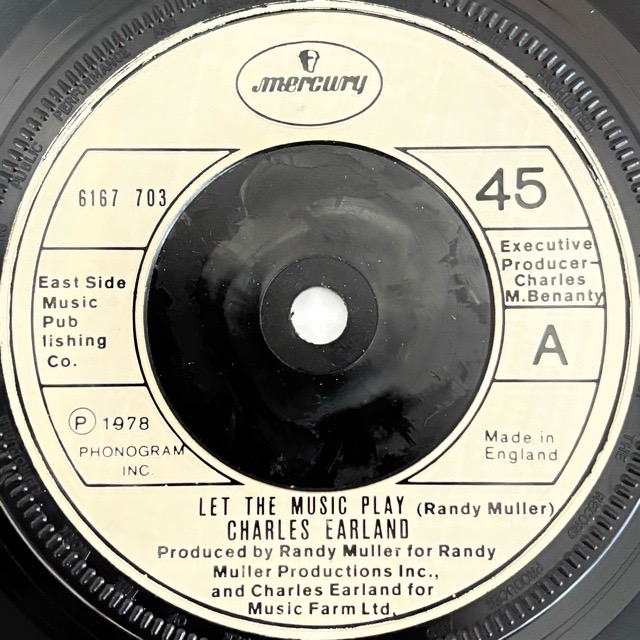 mercury
6167 703
45
East Side
Music
Pub
lishing
Co.
Executive
Producer-
Charles
M.Benanty
A
Ⓟ 1978
PHONOGRAM
INC.
Made in
England
LET THE MUSIC PLAY (Randy Muller)
CHARLES EARLAND
Produced by Randy Muller for Randy
Muller Productions Inc.,
and Charles Earland for
Music Farm Ltd.